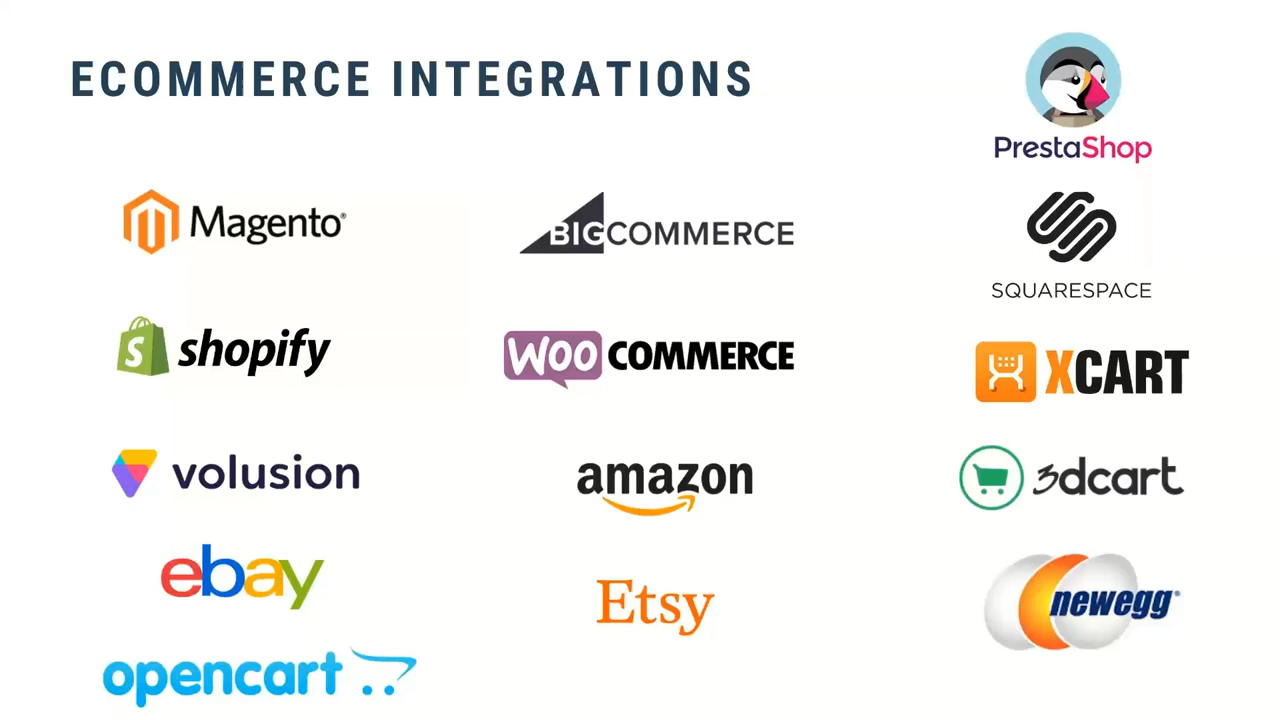 ECOMMERCE INTEGRATIONS
PrestaShop
Magento®
BIGCOMMERCE
SQUARESPACE
S shopify
WOO COMMERCE
XCART
volusion
amazon
3dcart
ebay
Etsy
newegg®
opencart